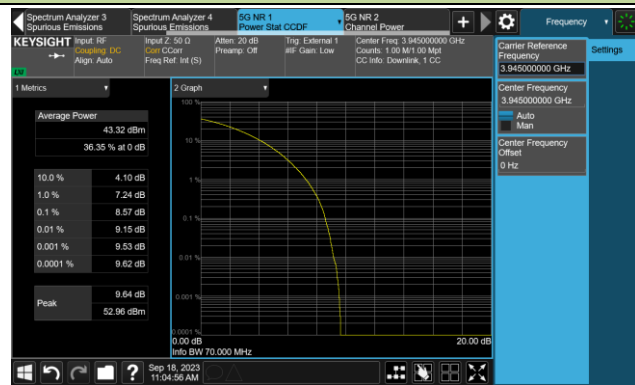 Spectrum Analyzer 3
Spurious Emissions
Spectrum Analyzer 4
Spurious Emissions
5G NR 1
Power Stat CCDF
5G NR 2
Channel Power
Frequency
KEYSIGHT
Input: RF
Coupling: DC
Align: Auto
Input Z: 50 Ω
Corr CCorr
Freq Ref: Int (S)
Atten: 20 dB
Preamp: Off
Trig: External 1
#IF Gain: Low
Center Freq: 3.945000000 GHz
Counts: 1.00 M/1.00 Mpt
CC Info: Downlink, 1 CC
1 Metrics
Average Power
43.32 dBm
36.35 % at 0 dB
10.0 % 4.10 dB
1.0 % 7.24 dB
0.1 % 8.57 dB
0.01 % 9.15 dB
0.001 % 9.53 dB
0.0001 % 9.62 dB
Peak
9.64 dB
52.96 dBm
2 Graph
100 %
10 %
1 %
0.1 %
0.01 %
0.001 %
0.0001 %
0.00 dB
20.00 dB
Info BW 70.000 MHz
Carrier Reference
Frequency
3.945000000 GHz
Center Frequency
3.945000000 GHz
Auto
Man
Center Frequency
Offset
0 Hz
Settings
?
Sep 18, 2023
11:04:56 AM